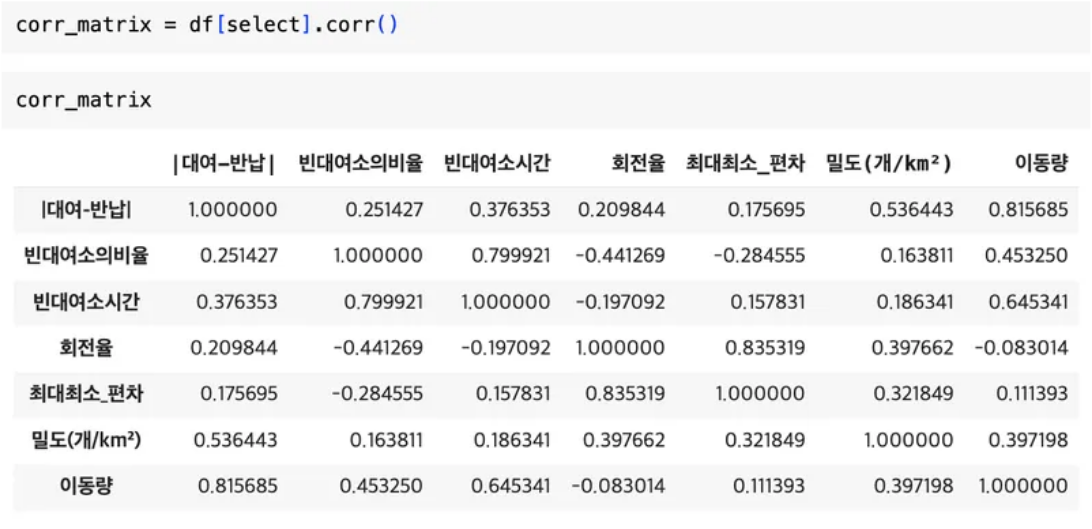 corr_matrix = df[select].corr()
corr_matrix
|대여-반납| 빈대여소의비율 빈대여소시간 회전율 최대최소_편차 밀도(개/km²) 이동량
|대여-반납| 1.000000 0.251427 0.376353 0.209844 0.175695 0.536443 0.815685
빈대여소의비율 0.251427 1.000000 0.799921 -0.441269 -0.284555 0.163811 0.453250
빈대여소시간 0.376353 0.799921 1.000000 -0.197092 0.157831 0.186341 0.645341
회전율 0.209844 -0.441269 -0.197092 1.000000 0.835319 0.397662 -0.083014
최대최소_편차 0.175695 -0.284555 0.157831 0.835319 1.000000 0.321849 0.111393
밀도(개/km²) 0.536443 0.163811 0.186341 0.397662 0.321849 1.000000 0.397198
이동량 0.815685 0.453250 0.645341 -0.083014 0.111393 0.397198 1.000000